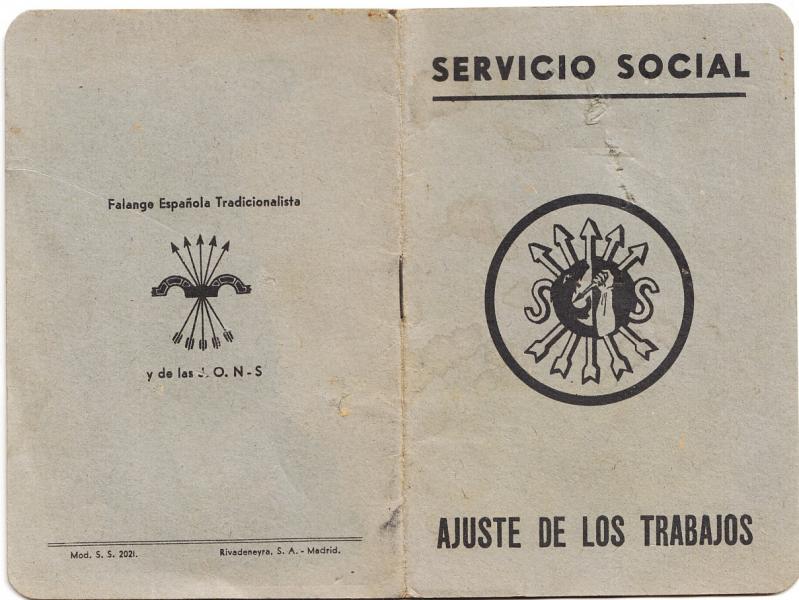 Falange Española Tradicionalista
y de las J. O. N - S
Mod. S. S. 2021.
Rivadeneyra, S. A. - Madrid.
SERVICIO SOCIAL
S S
AJUSTE DE LOS TRABAJOS